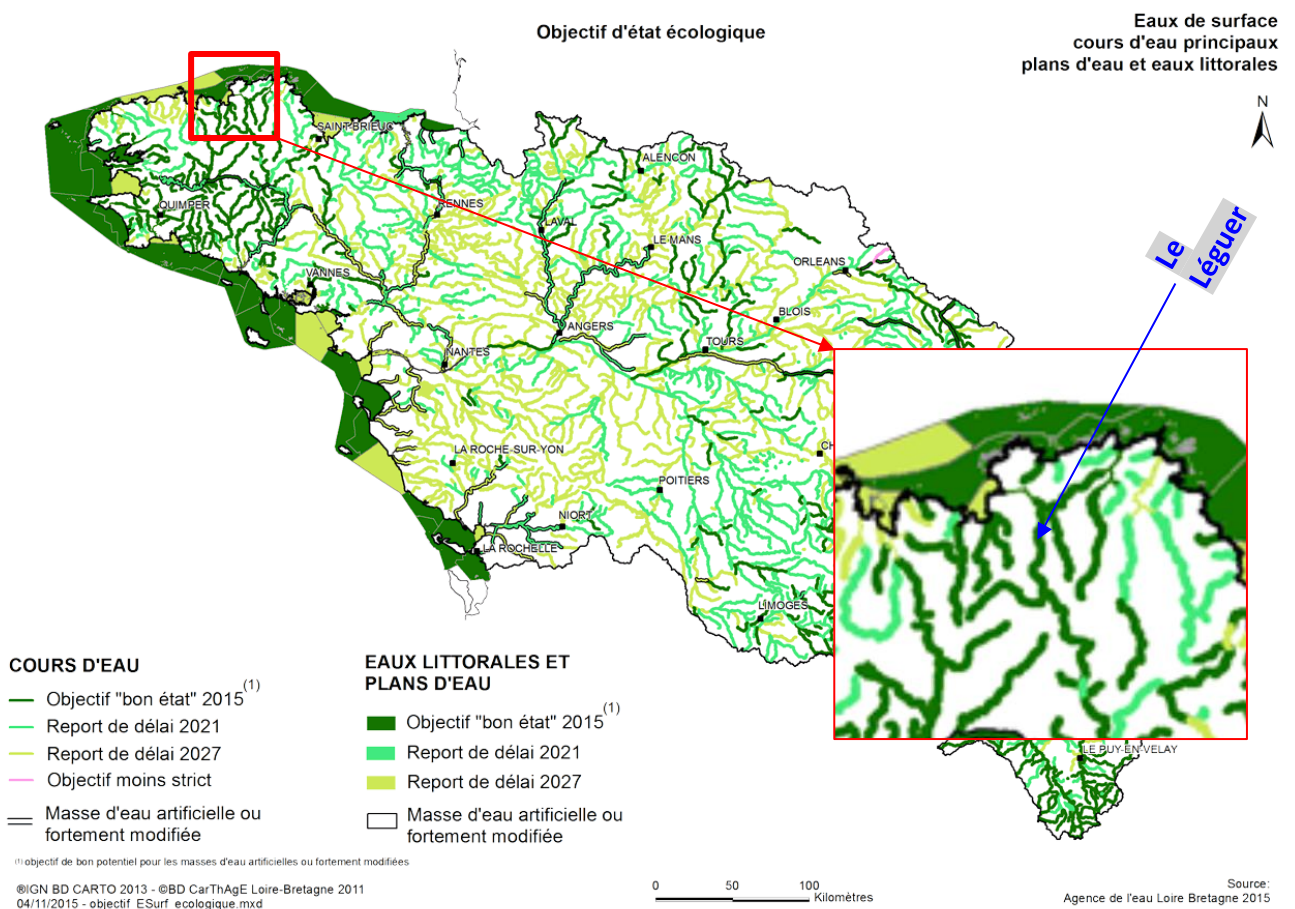 Objectif d'état écologique
Eaux de surface
cours d'eau principaux
plans d'eau et eaux littorales
N
Le
Léguer
SAINT-BRIEUC
ALENCON
QUIMPER
RENNES
LAVAL
LE MANS
ORLEANS
VANNES
BLOIS
ANGERS
TOURS
NANTES
LA ROCHE-SUR-YON
CH
POITIERS
NIORT
LA ROCHELLE
LIMOGES
LE PUY-EN-VELAY
COURS D'EAU
Objectif "bon état" 2015(1)
Report de délai 2021
Report de délai 2027
Objectif moins strict
Masse d'eau artificielle ou
fortement modifiée
EAUX LITTORALES ET
PLANS D'EAU
Objectif "bon état" 2015(1)
Report de délai 2021
Report de délai 2027
Masse d'eau artificielle ou
fortement modifiée
(1) objectif de bon potentiel pour les masses d'eau artificielles ou fortement modifiées
®IGN BD CARTO 2013 - ©BD CarThAgE Loire-Bretagne 2011
04/11/2015 - objectif_ESurf_ecologique.mxd
0 50 100
Kilomètres
Source:
Agence de l'eau Loire Bretagne 2015